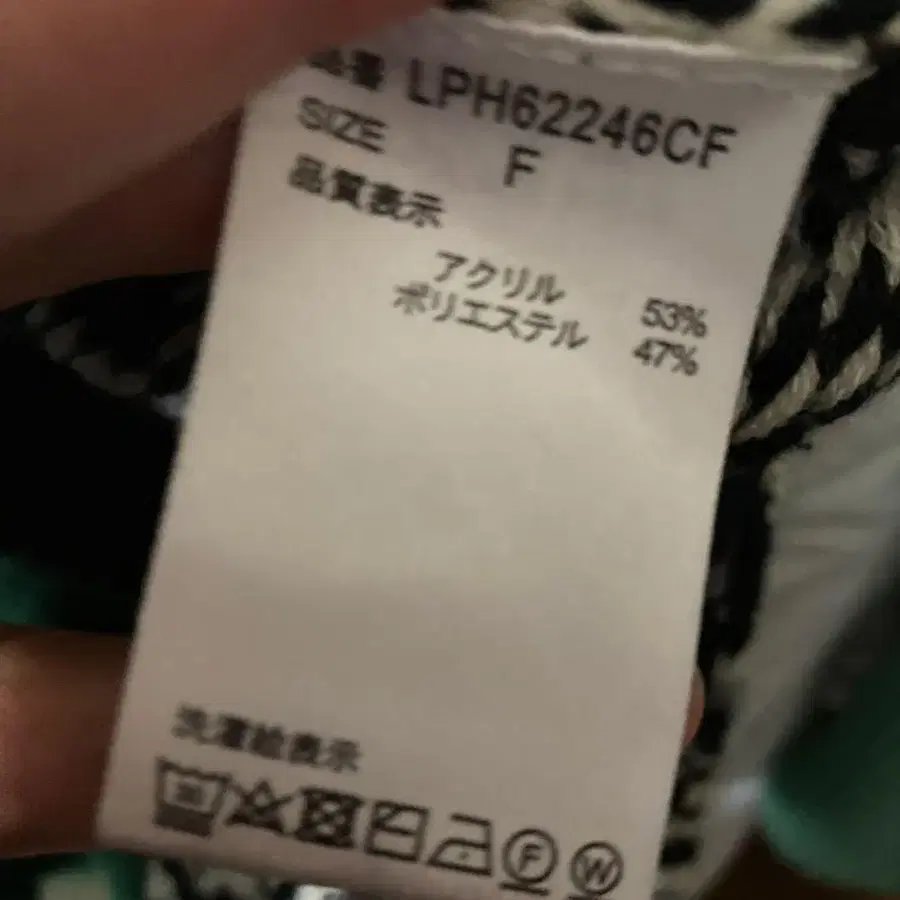 品番 LPH62246CF
SIZE F
品質表示
アクリル 53%
ポリエステル 47%
洗濯絵表示
30
F W